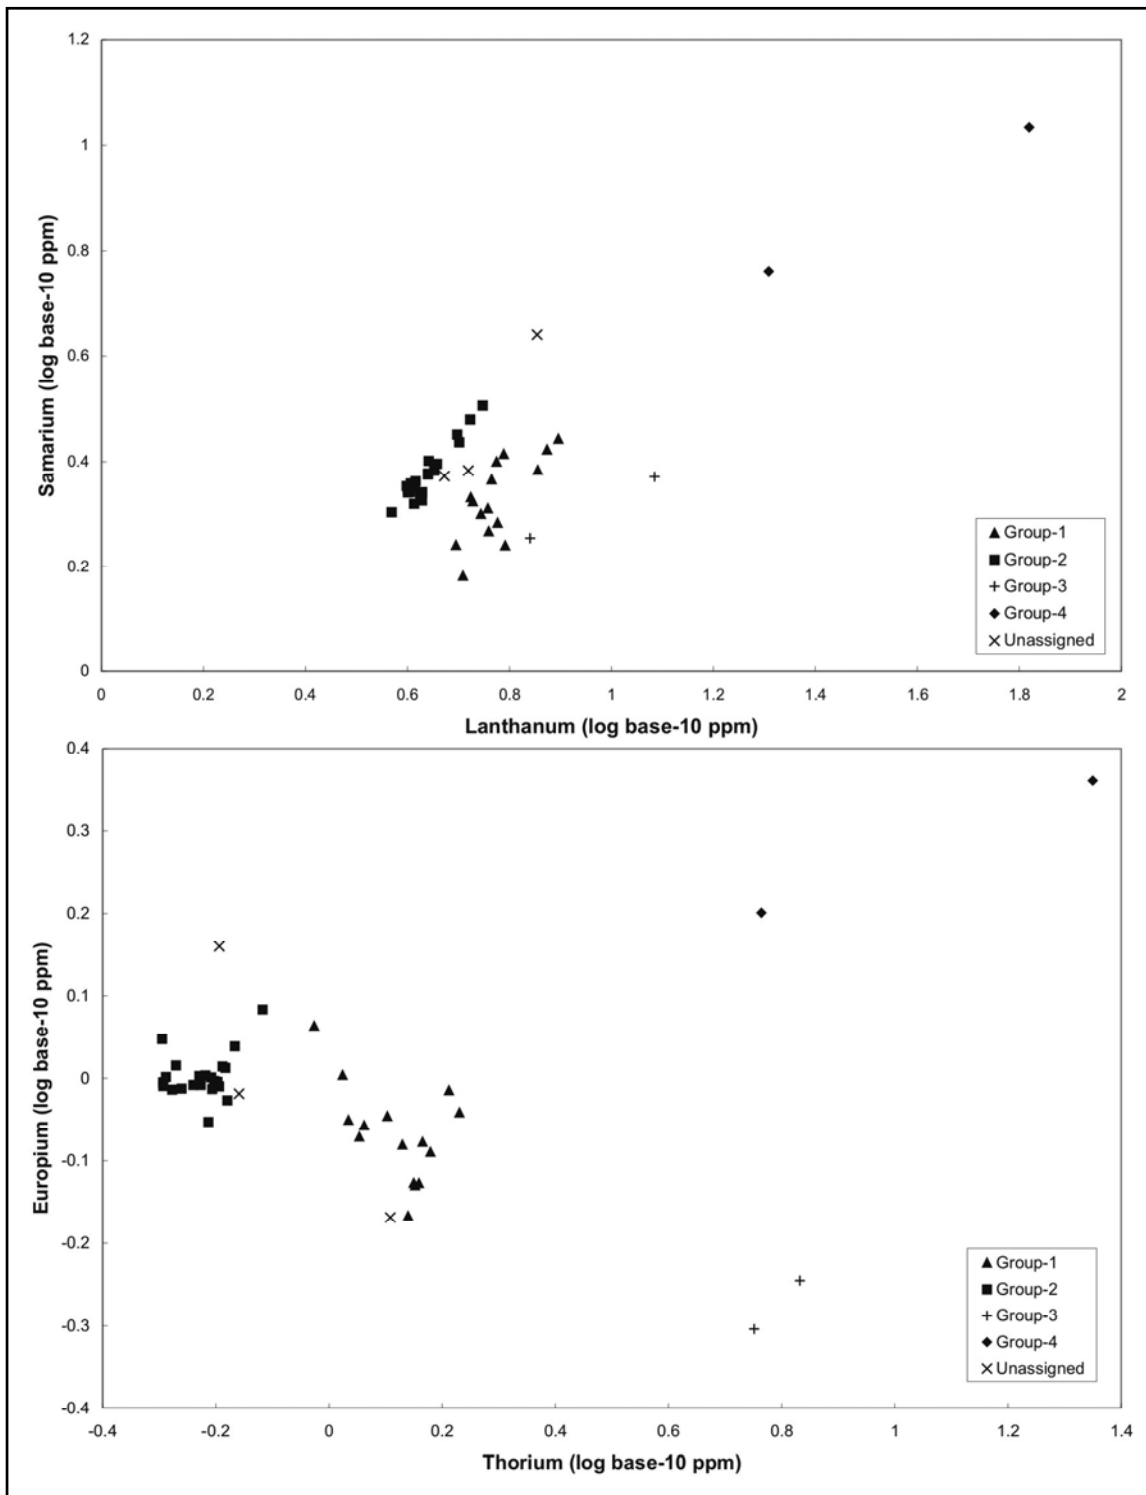 1.2
1
0.8
0.6
0.4
0.2
0
Samarium (log base-10 ppm)
Group-1
Group-2
Group-3
Group-4
Unassigned
0 0.2 0.4 0.6 0.8 1 1.2 1.4 1.6 1.8 2
Lanthanum (log base-10 ppm)
0.4
0.3
0.2
0.1
0
-0.1
-0.2
-0.3
-0.4
Europium (log base-10 ppm)
Group-1
Group-2
Group-3
Group-4
Unassigned
-0.4 -0.2 0 0.2 0.4 0.6 0.8 1 1.2 1.4
Thorium (log base-10 ppm)